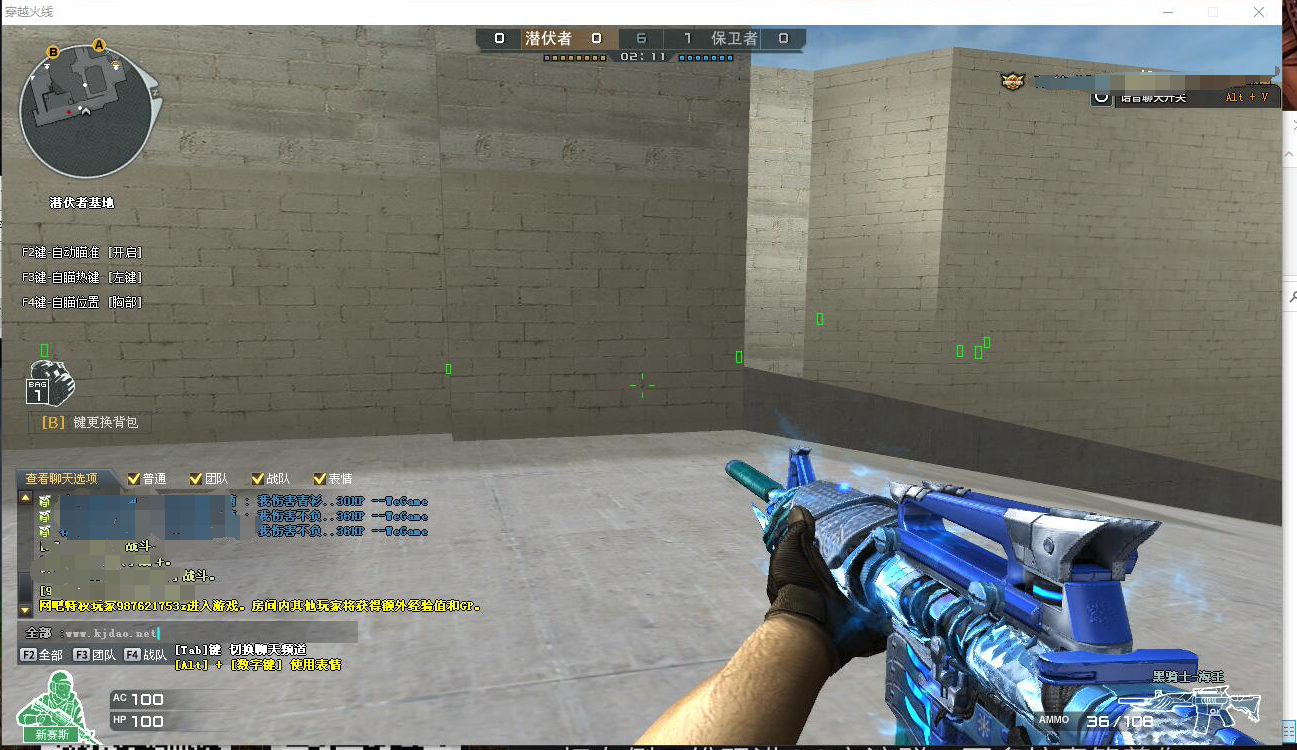 穿越火线
0 潜伏者 0 6 1 保卫者 0
02:11
B A
语音聊天开关 Alt + V
潜伏者基地
F2键-自动瞄准 [开启]
F3键-自瞄热键 [左键]
F4键-自瞄位置 [胸部]
BAG
1
[B] 键更换背包
查看聊天选项 普通 团队 战队 表情
: 我伤害吉衫..30HP --WeGame
: 我伤害不负..36HP --WeGame
我伤害不负..36HP --WeGame
战斗
战斗。
网吧特权玩家987621753z进入游戏。房间内其他玩家将获得额外经验值和GP。
全部 :www.kjdao.net
F2 全部 F3 团队 F4 战队 [Tab]键 切换聊天频道
[Alt] + [数字键] 使用表情
AC 100
HP 100
新赛斯
黑骑士-海王
AMMO 36/108